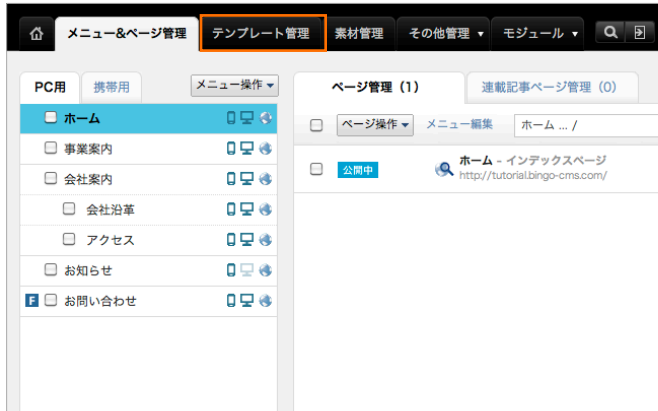 メニュー&ページ管理 テンプレート管理 素材管理 その他管理 ▼ モジュール ▼
PC用 携帯用 メニュー操作 ▼
ページ管理（1） 連載記事ページ管理（0）
ホーム
ページ操作 ▼ メニュー編集 ホーム ... /
事業案内
公開中 ホーム - インデックスページ
http://tutorial.bingo-cms.com/
会社案内
会社沿革
アクセス
お知らせ
F お問い合わせ